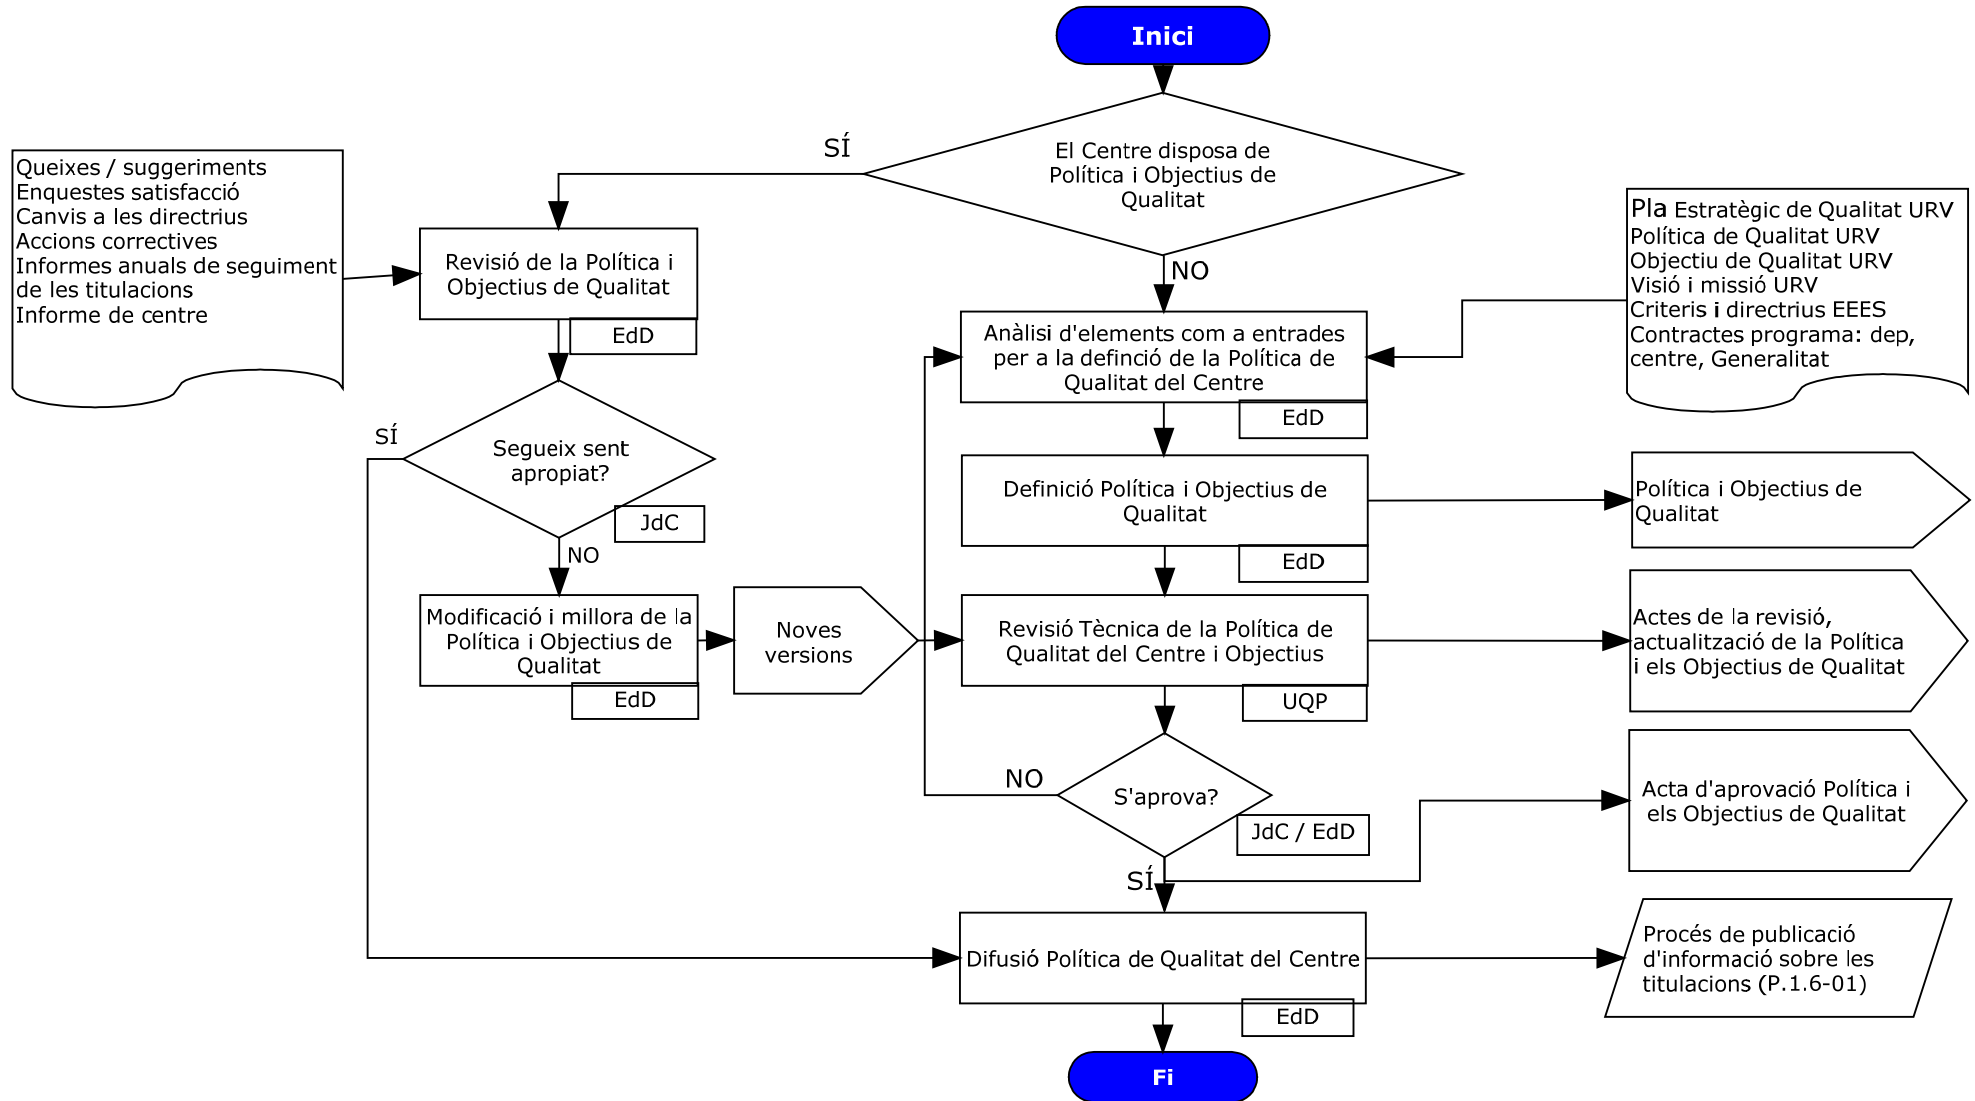 Inici
El Centre disposa de
Política i Objectius de
Qualitat
SÍ
NO
Queixes / suggeriments
Enquestes satisfacció
Canvis a les directrius
Accions correctives
Informes anuals de seguiment
de les titulacions
Informe de centre
Revisió de la Política i
Objectius de Qualitat
EdD
Pla Estratègic de Qualitat URV
Política de Qualitat URV
Objectiu de Qualitat URV
Visió i missió URV
Criteris i directrius EEES
Contractes programa: dep,
centre, Generalitat
Anàlisi d'elements com a entrades
per a la definció de la Política de
Qualitat del Centre
EdD
Segueix sent
apropiat?
SÍ
JdC
NO
Definició Política i Objectius de
Qualitat
EdD
Política i Objectius de
Qualitat
Modificació i millora de la
Política i Objectius de
Qualitat
EdD
Noves
versions
Revisió Tècnica de la Política de
Qualitat del Centre i Objectius
UQP
Actes de la revisió,
actualització de la Política
i els Objectius de Qualitat
S'aprova?
NO
JdC / EdD
SÍ
Acta d'aprovació Política i
els Objectius de Qualitat
Difusió Política de Qualitat del Centre
EdD
Procés de publicació
d'informació sobre les
titulacions (P.1.6-01)
Fi